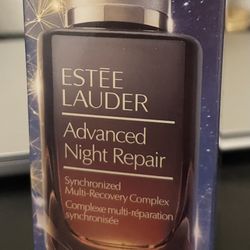 ESTĒE
LAUDER
Advanced
Night Repair
Synchronized
Multi-Recovery Complex
Complexe multi-réparation
synchronisée